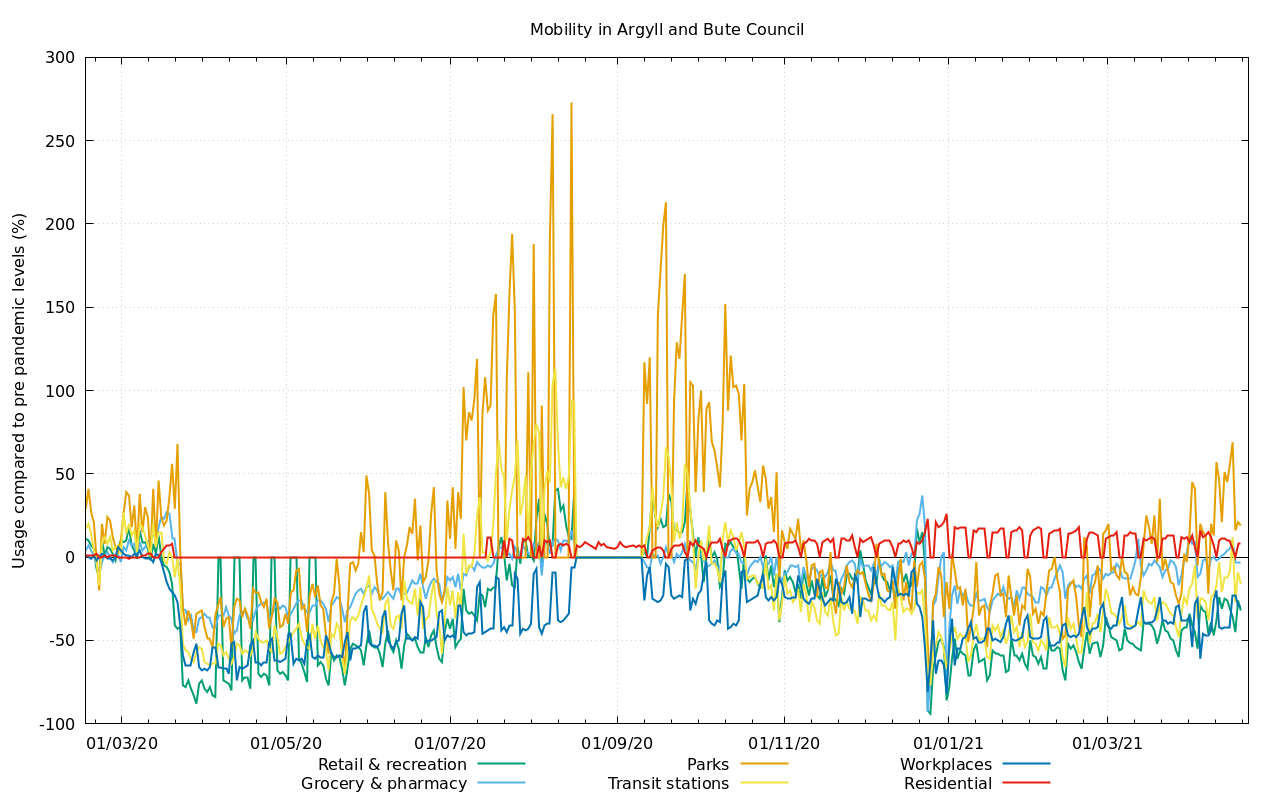 Mobility in Argyll and Bute Council
300
250
200
150
100
50
0
-50
-100
Usage compared to pre pandemic levels (%)
01/03/20 01/05/20 01/07/20 01/09/20 01/11/20 01/01/21 01/03/21
Retail & recreation Parks Workplaces
Grocery & pharmacy Transit stations Residential